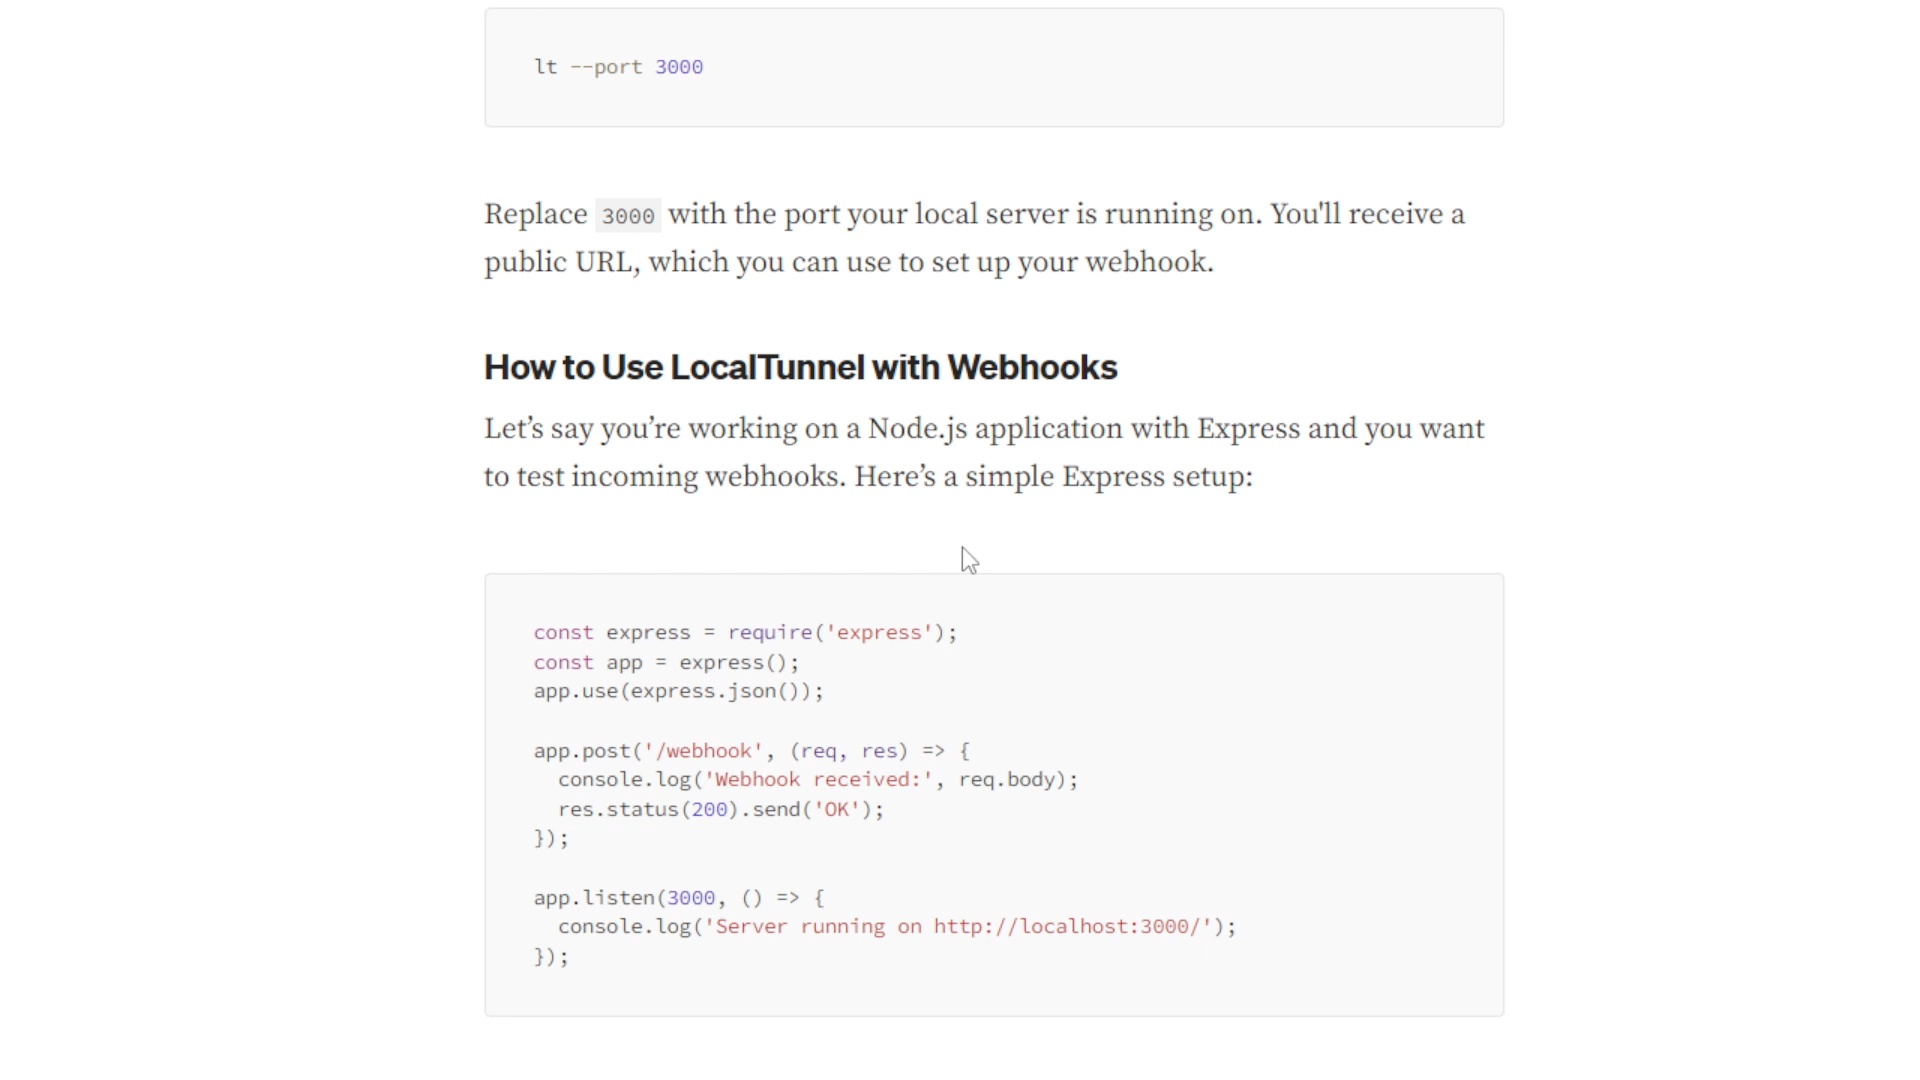 lt --port 3000
Replace 3000 with the port your local server is running on. You'll receive a
public URL, which you can use to set up your webhook.
How to Use LocalTunnel with Webhooks
Let’s say you’re working on a Node.js application with Express and you want
to test incoming webhooks. Here’s a simple Express setup:
const express = require('express');
const app = express();
app.use(express.json());
app.post('/webhook', (req, res) => {
  console.log('Webhook received:', req.body);
  res.status(200).send('OK');
});
app.listen(3000, () => {
  console.log('Server running on http://localhost:3000/');
});